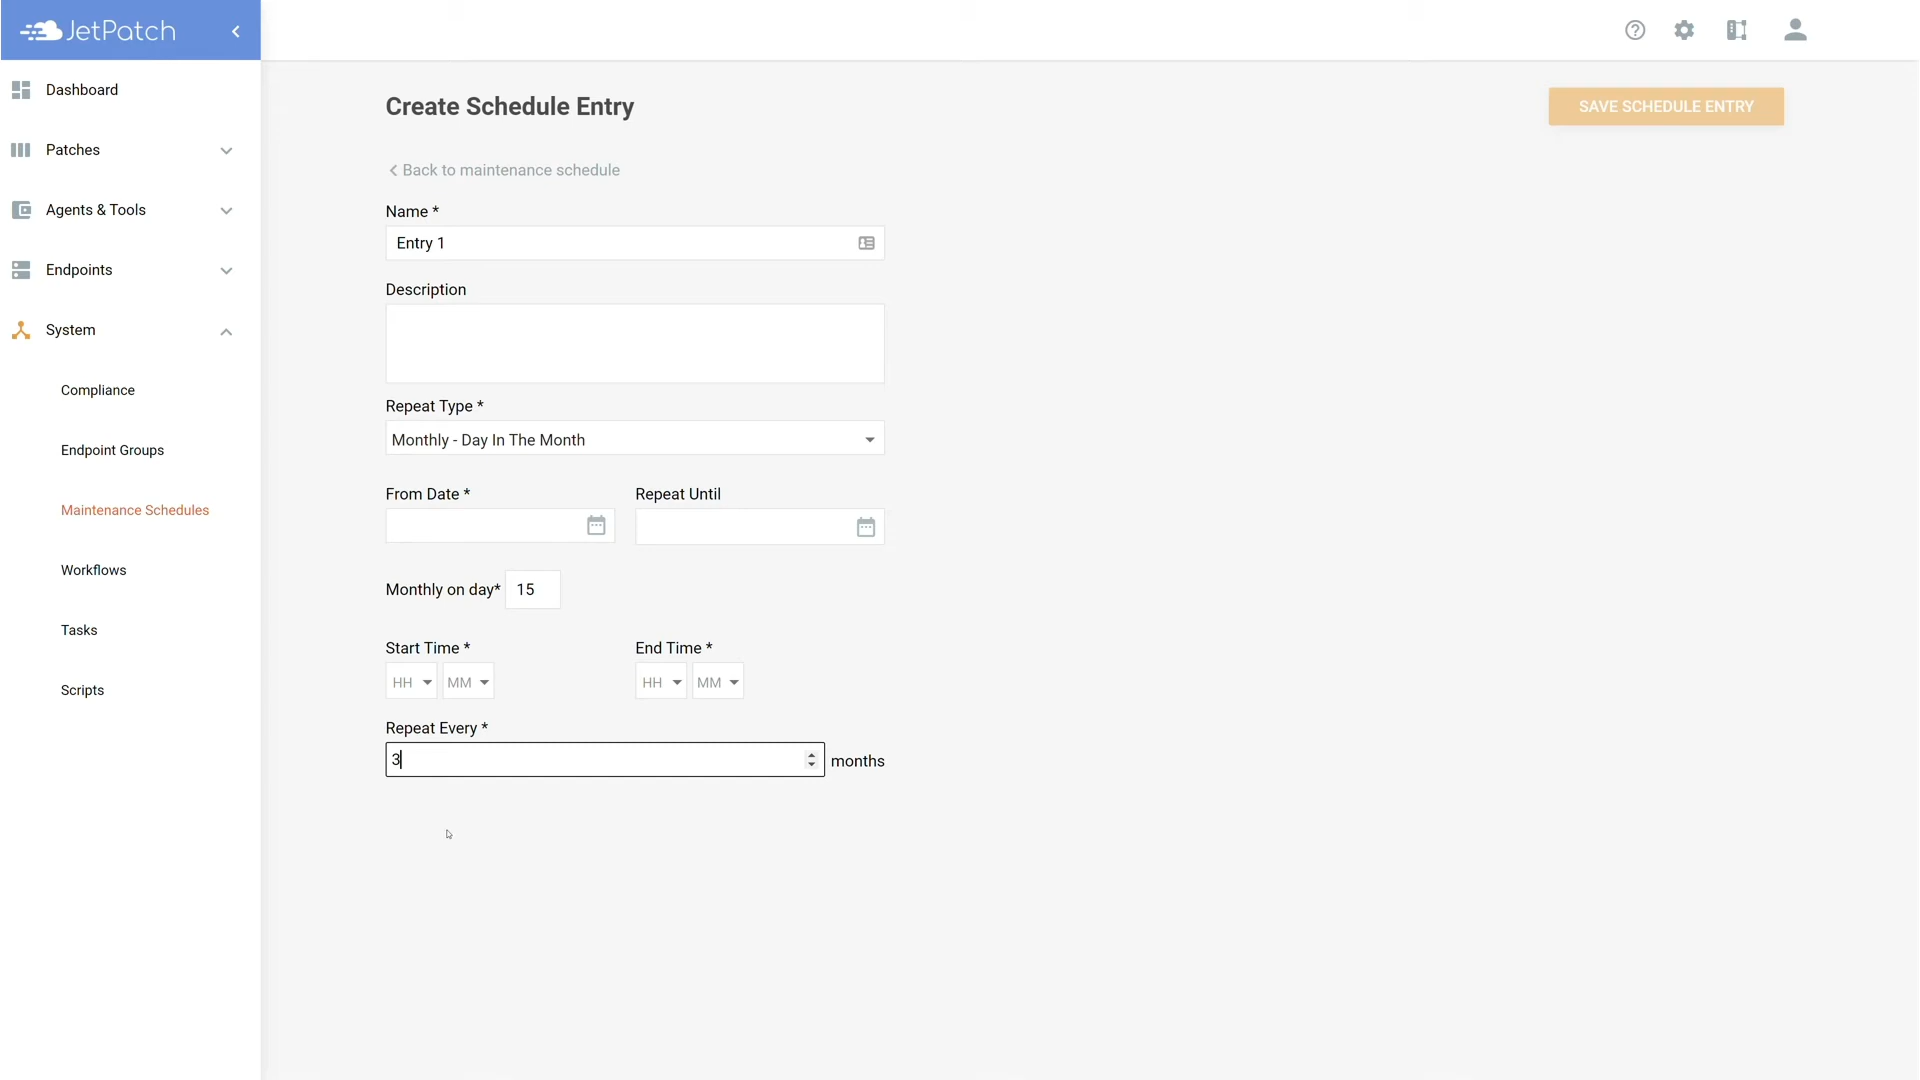 JetPatch
Dashboard
Patches
Agents & Tools
Endpoints
System
Compliance
Endpoint Groups
Maintenance Schedules
Workflows
Tasks
Scripts
Create Schedule Entry
SAVE SCHEDULE ENTRY
Back to maintenance schedule
Name *
Entry 1
Description
Repeat Type *
Monthly - Day In The Month
From Date * Repeat Until
Monthly on day* 15
Start Time * End Time *
HH MM HH MM
Repeat Every *
3 months